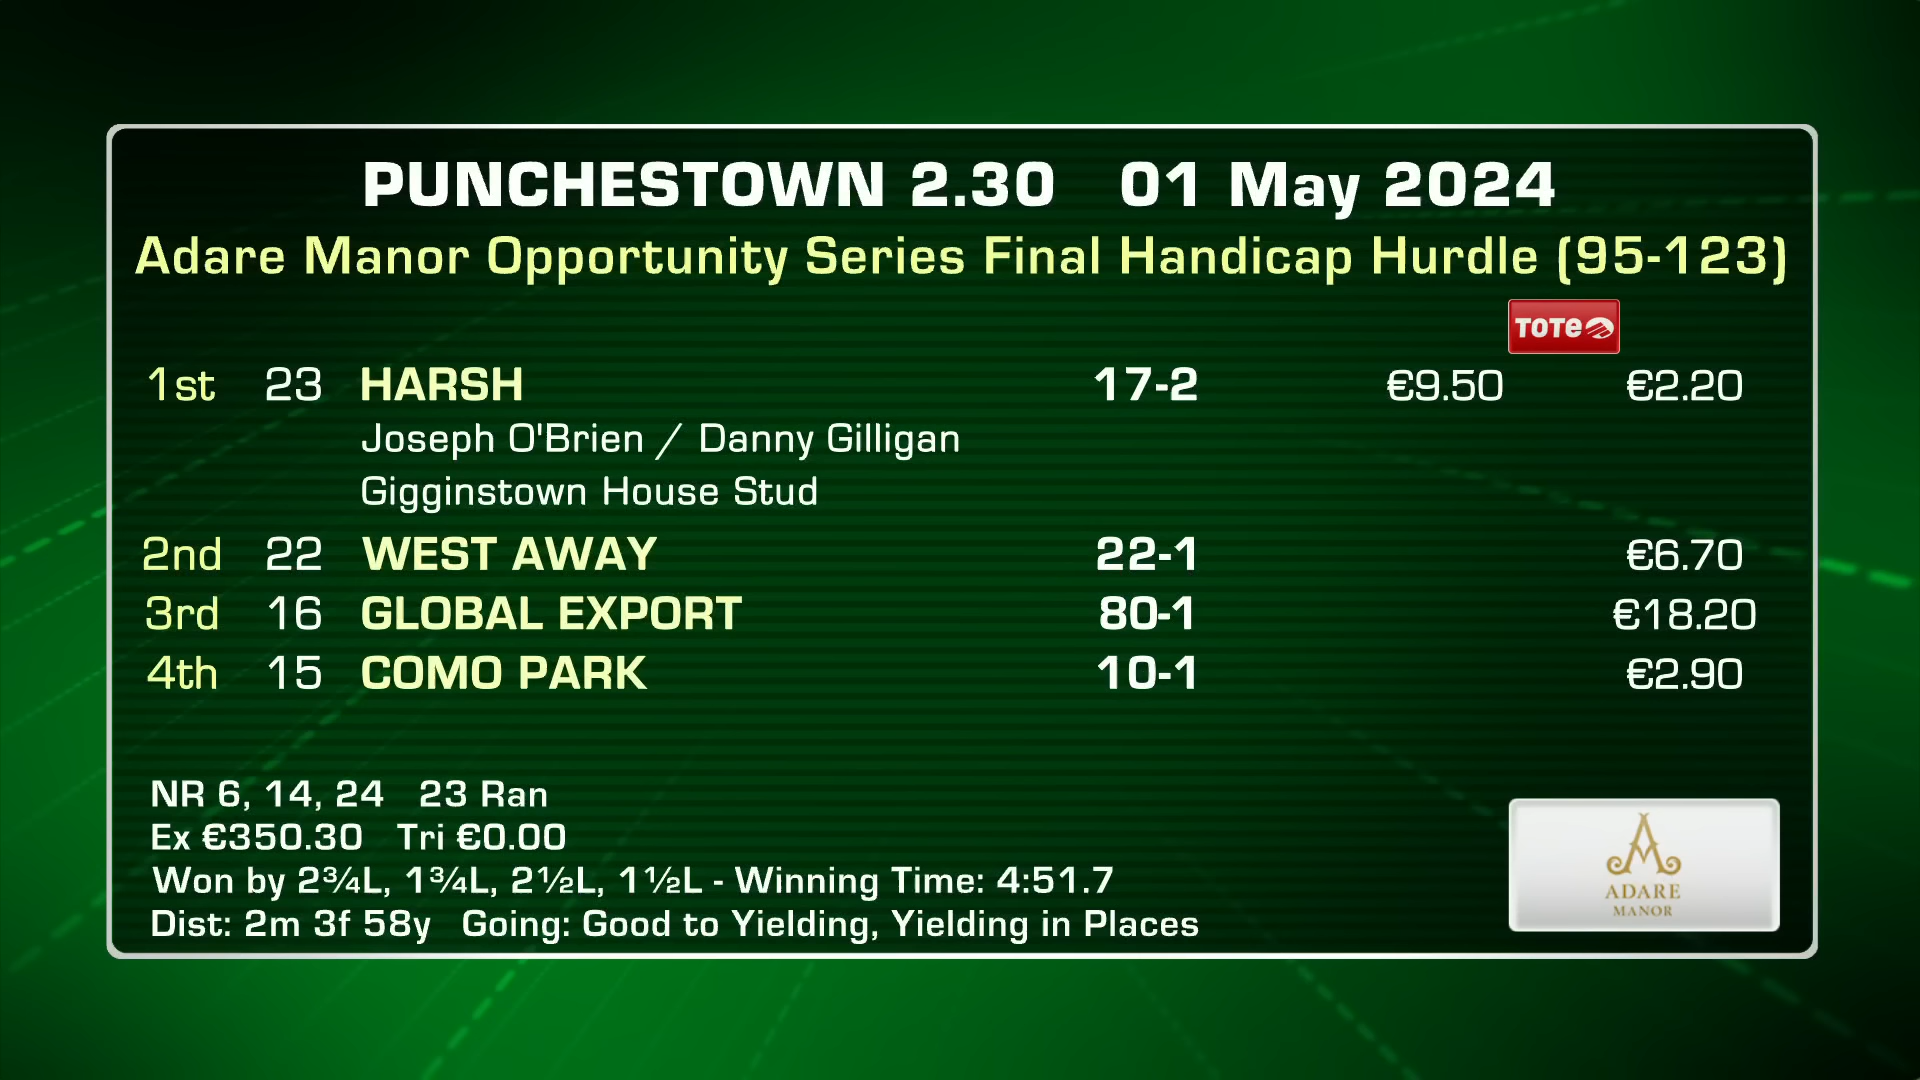 PUNCHESTOWN 2.30 01 May 2024
Adare Manor Opportunity Series Final Handicap Hurdle (95-123)
TOTE
1st 23 HARSH 17-2 €9.50 €2.20
Joseph O'Brien / Danny Gilligan
Gigginstown House Stud
2nd 22 WEST AWAY 22-1 €6.70
3rd 16 GLOBAL EXPORT 80-1 €18.20
4th 15 COMO PARK 10-1 €2.90
NR 6, 14, 24 23 Ran
Ex €350.30 Tri €0.00
Won by 2¾L, 1¾L, 2½L, 1½L - Winning Time: 4:51.7
Dist: 2m 3f 58y Going: Good to Yielding, Yielding in Places
ADARE
MANOR